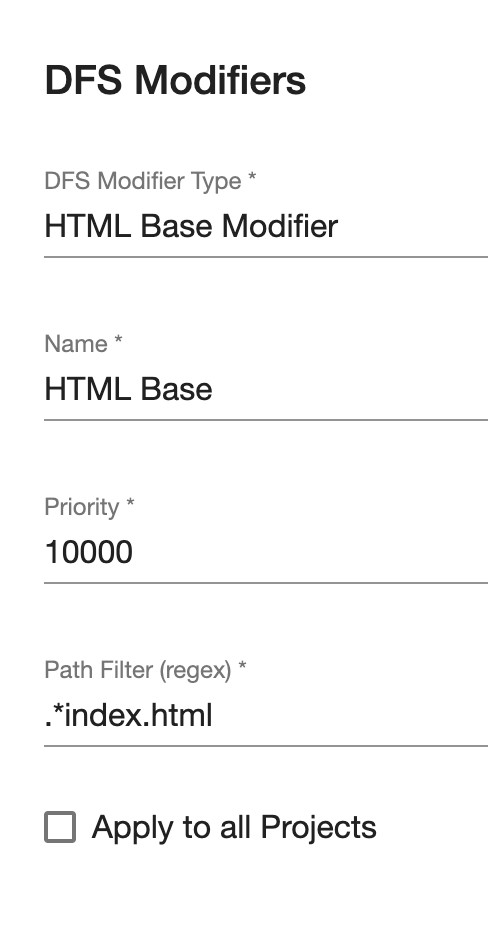 DFS Modifiers
DFS Modifier Type *
HTML Base Modifier
Name *
HTML Base
Priority *
10000
Path Filter (regex) *
.*index.html
Apply to all Projects